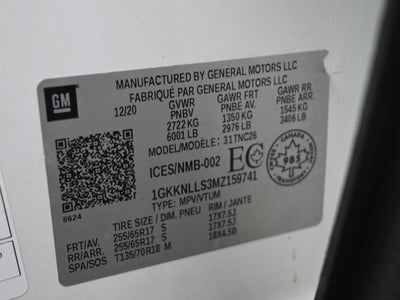 GM
MANUFACTURED BY GENERAL MOTORS LLC
FABRIQUÉ PAR GENERAL MOTORS LLC
12/20 GVWR GAWR FRT GAWR RR
PNBV PNBE AV. PNBE ARR.
2722 KG 1350 KG 1545 KG
6001 LB 2976 LB 3406 LB
MODEL/MODÈLE: 31TNC26
ICES/NMB-002 EC
CANADA
985
1GKKNLLS3MZ159741
TYPE: MPV/VTUM
8624
TIRE SIZE / DIM. PNEU RIM / JANTE
FRT/AV. 255/65R17 S 17X7.5J
RR/ARR. 255/65R17 S 17X7.5J
SPA/SOS T135/70R18 M 18X4.5B